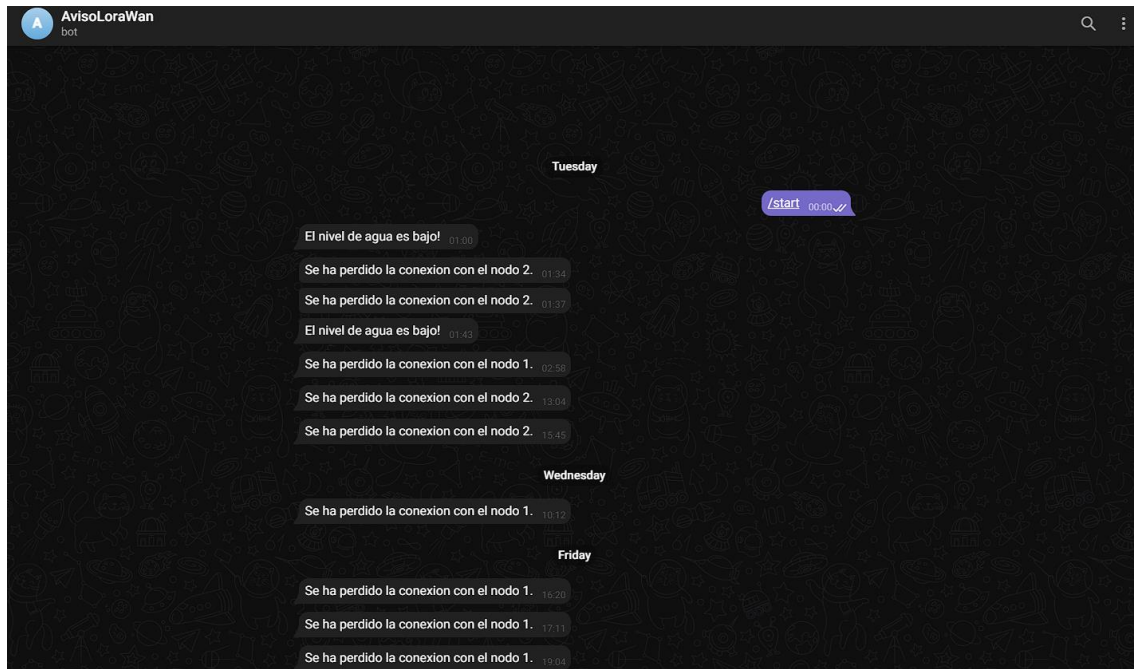 A
AvisoLoraWan
bot
Tuesday
/start 00:00
El nivel de agua es bajo! 01:00
Se ha perdido la conexion con el nodo 2. 01:34
Se ha perdido la conexion con el nodo 2. 01:37
El nivel de agua es bajo! 01:43
Se ha perdido la conexion con el nodo 1. 02:58
Se ha perdido la conexion con el nodo 2. 13:04
Se ha perdido la conexion con el nodo 2. 15:45
Wednesday
Se ha perdido la conexion con el nodo 1. 10:12
Friday
Se ha perdido la conexion con el nodo 1. 16:20
Se ha perdido la conexion con el nodo 1. 17:11
Se ha perdido la conexion con el nodo 1. 19:04